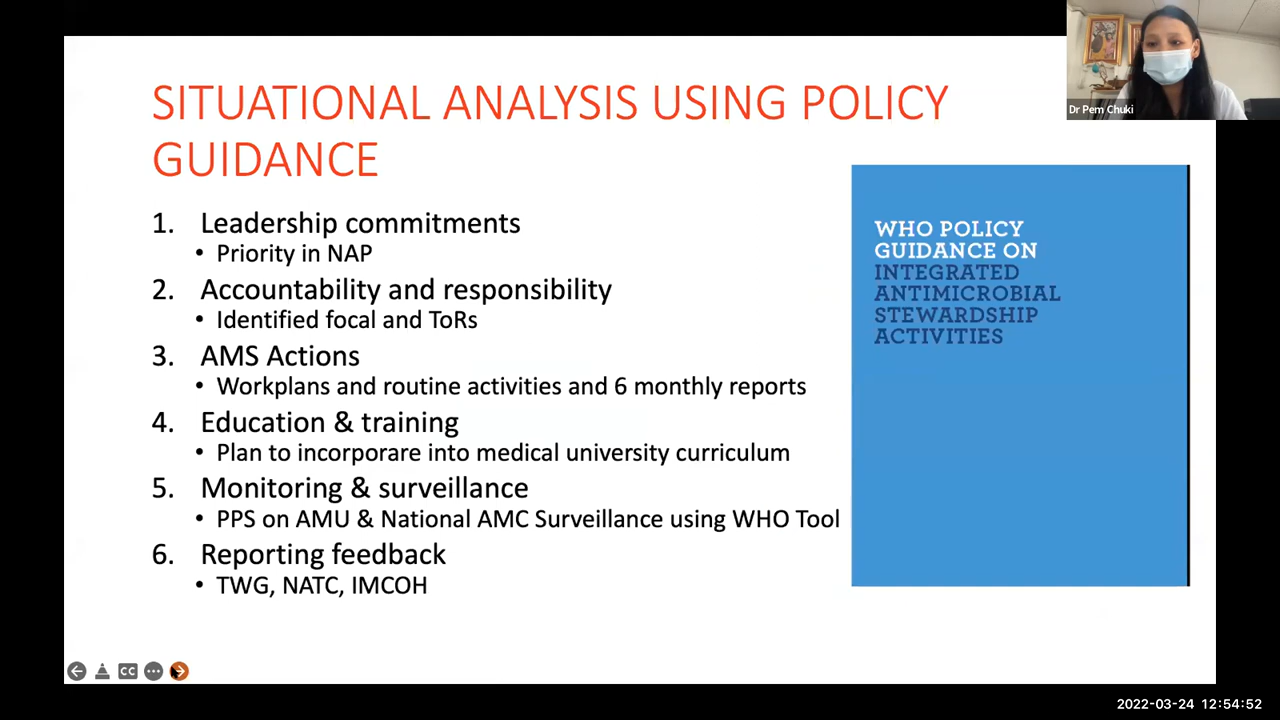 SITUATIONAL ANALYSIS USING POLICY
GUIDANCE
1. Leadership commitments
• Priority in NAP
2. Accountability and responsibility
• Identified focal and ToRs
3. AMS Actions
• Workplans and routine activities and 6 monthly reports
4. Education & training
• Plan to incorporare into medical university curriculum
5. Monitoring & surveillance
• PPS on AMU & National AMC Surveillance using WHO Tool
6. Reporting feedback
• TWG, NATC, IMCOH
WHO POLICY
GUIDANCE ON
INTEGRATED
ANTIMICROBIAL
STEWARDSHIP
ACTIVITIES
Dr Pem Chuki
CC
2022-03-24 12:54:52